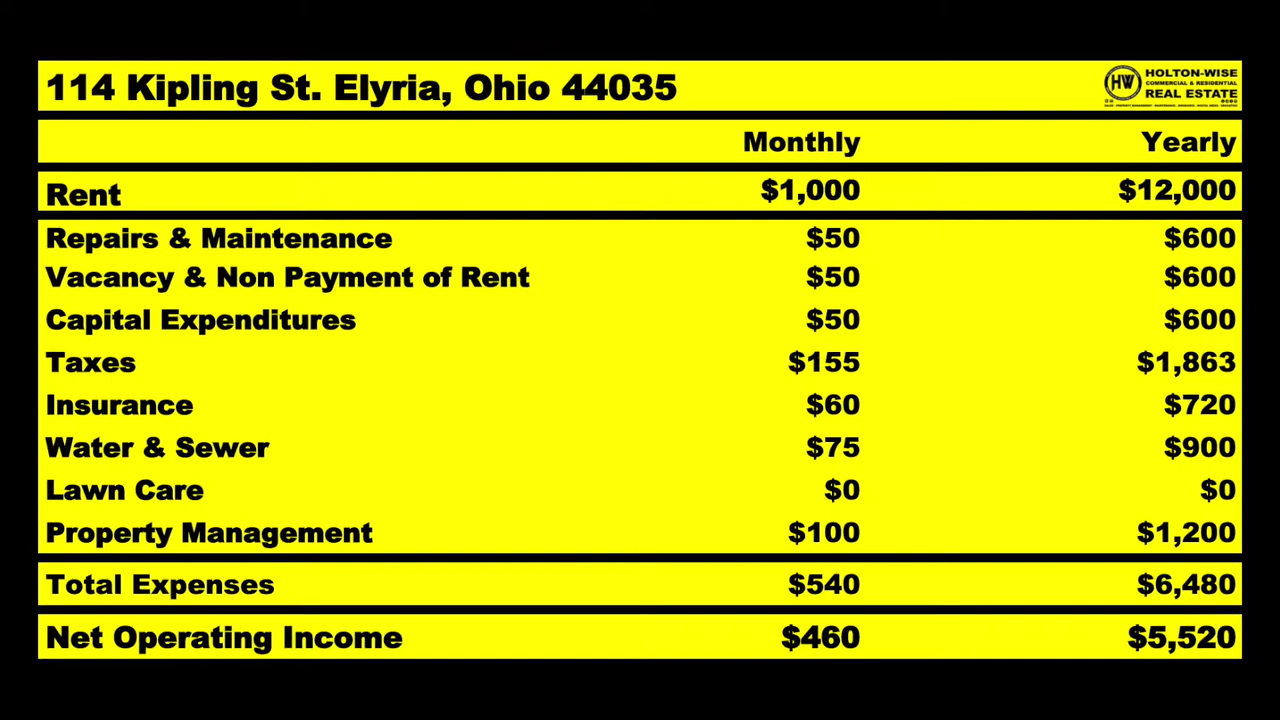 114 Kipling St. Elyria, Ohio 44035
HW
HOLTON-WISE
COMMERCIAL & RESIDENTIAL
REAL ESTATE
Monthly Yearly
Rent $1,000 $12,000
Repairs & Maintenance $50 $600
Vacancy & Non Payment of Rent $50 $600
Capital Expenditures $50 $600
Taxes $155 $1,863
Insurance $60 $720
Water & Sewer $75 $900
Lawn Care $0 $0
Property Management $100 $1,200
Total Expenses $540 $6,480
Net Operating Income $460 $5,520